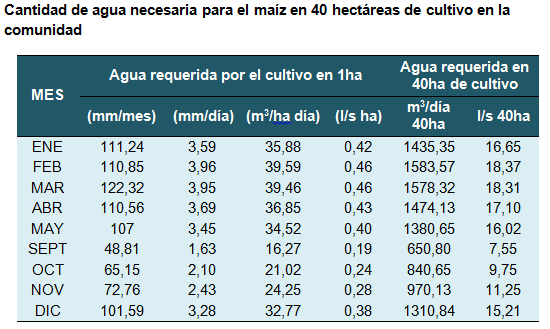 Cantidad de agua necesaria para el maíz en 40 hectáreas de cultivo en la
comunidad
MES Agua requerida por el cultivo en 1ha Agua requerida en 40ha de cultivo
(mm/mes) (mm/día) (m³/ha día) (l/s ha) m³/día 40ha l/s 40ha
ENE 111,24 3,59 35,88 0,42 1435,35 16,65
FEB 110,85 3,96 39,59 0,46 1583,57 18,37
MAR 122,32 3,95 39,46 0,46 1578,32 18,31
ABR 110,56 3,69 36,85 0,43 1474,13 17,10
MAY 107 3,45 34,52 0,40 1380,65 16,02
SEPT 48,81 1,63 16,27 0,19 650,80 7,55
OCT 65,15 2,10 21,02 0,24 840,65 9,75
NOV 72,76 2,43 24,25 0,28 970,13 11,25
DIC 101,59 3,28 32,77 0,38 1310,84 15,21